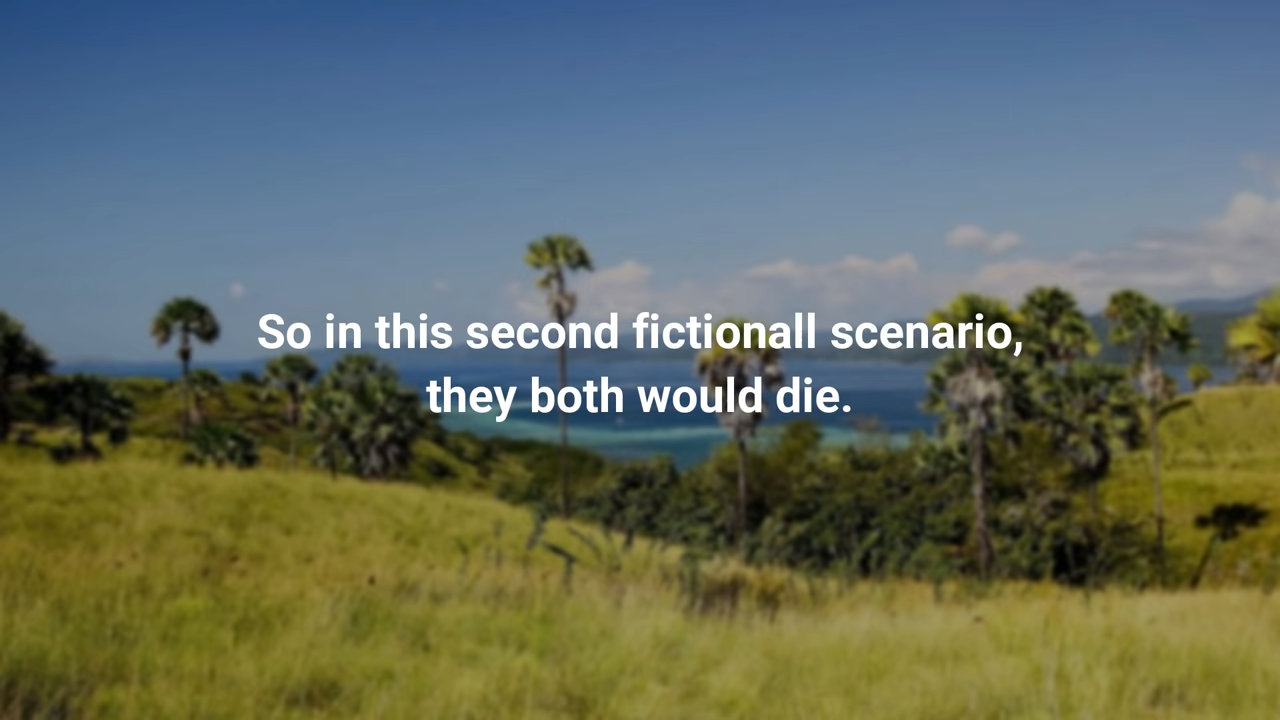 So in this second fictionall scenario,
they both would die.